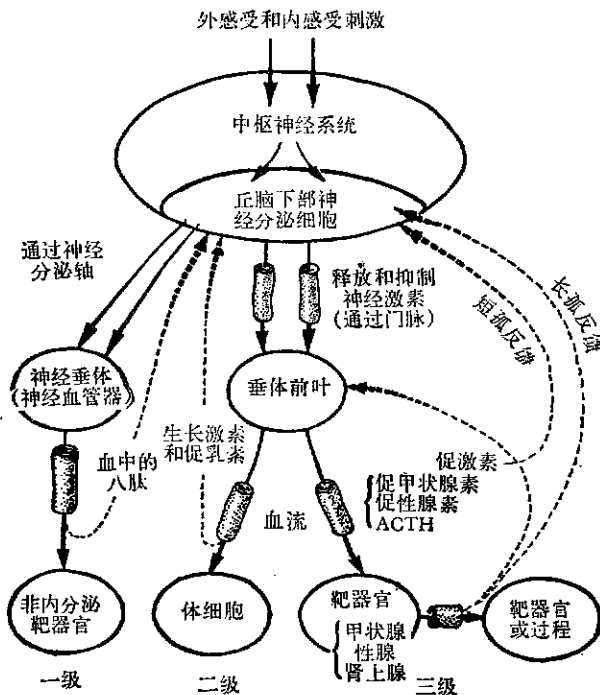 外感受和内感受刺激
中枢神经系统
丘脑下部神
经分泌细胞
通过神经
分泌轴
释放和抑制
神经激素
(通过门脉)
短孤反馈
长孤反馈
神经垂体
(神经血管器)
垂体前叶
血中的
八肽
生长激素
和促乳素
促激素
血流
促甲状腺素
促性腺素
ACTH
非内分泌
靶器官
体细胞
靶器官
甲状腺
性腺
肾上腺
靶器官
或过程
一级
二级
三级